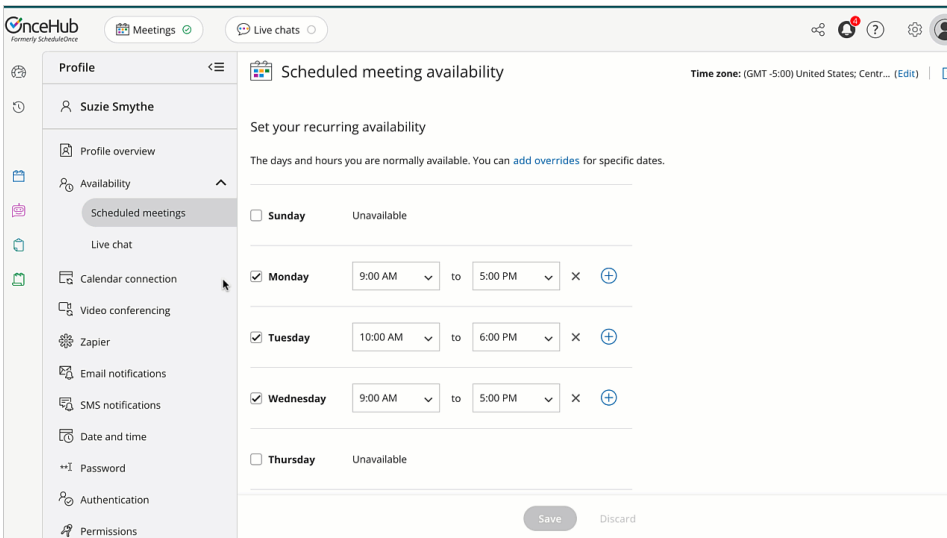 OnceHub
Formerly ScheduleOnce
Meetings
Live chats
4
?
Profile
Suzie Smythe
Profile overview
Availability
Scheduled meetings
Live chat
Calendar connection
Video conferencing
Zapier
Email notifications
SMS notifications
Date and time
Password
Authentication
Permissions
Scheduled meeting availability
Time zone: (GMT -5:00) United States; Centr... (Edit)
Set your recurring availability
The days and hours you are normally available. You can add overrides for specific dates.
Sunday Unavailable
Monday 9:00 AM to 5:00 PM
Tuesday 10:00 AM to 6:00 PM
Wednesday 9:00 AM to 5:00 PM
Thursday Unavailable
Save Discard